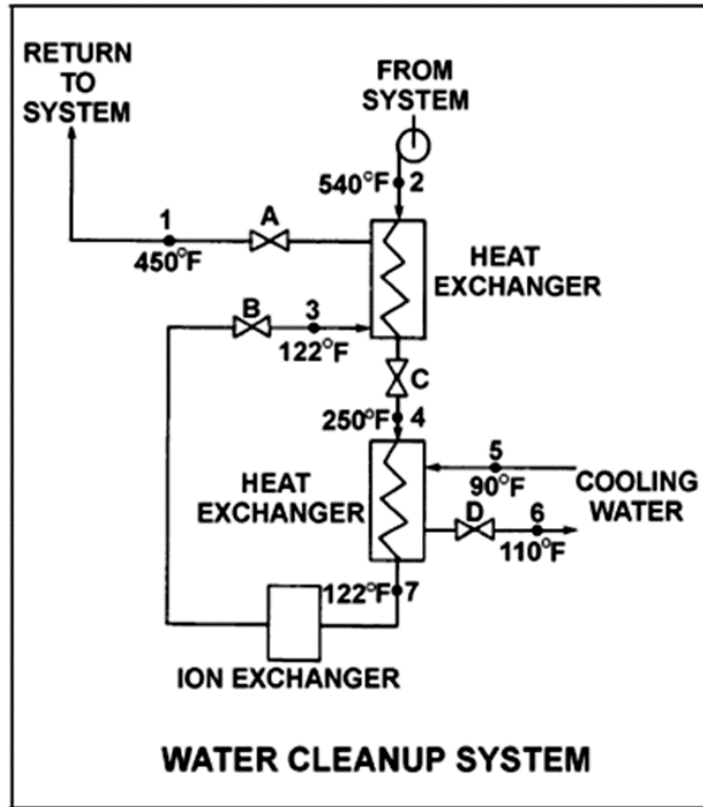 RETURN
TO
SYSTEM
FROM
SYSTEM
540°F
2
1
A
450°F
HEAT
EXCHANGER
B
3
122°F
C
250°F
4
HEAT
EXCHANGER
5
90°F
COOLING
WATER
D
6
110°F
122°F
7
ION EXCHANGER
WATER CLEANUP SYSTEM